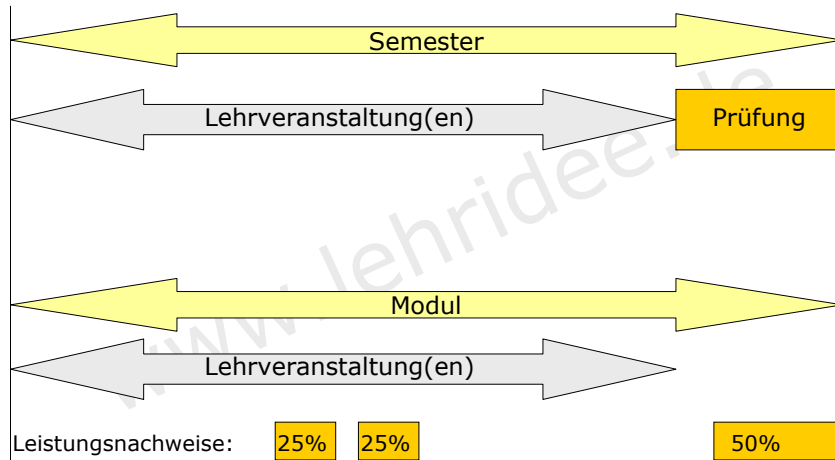 Semester
Lehrveranstaltung(en)
Prüfung
Modul
Lehrveranstaltung(en)
Leistungsnachweise: 25% 25% 50%
www.lehridee.de